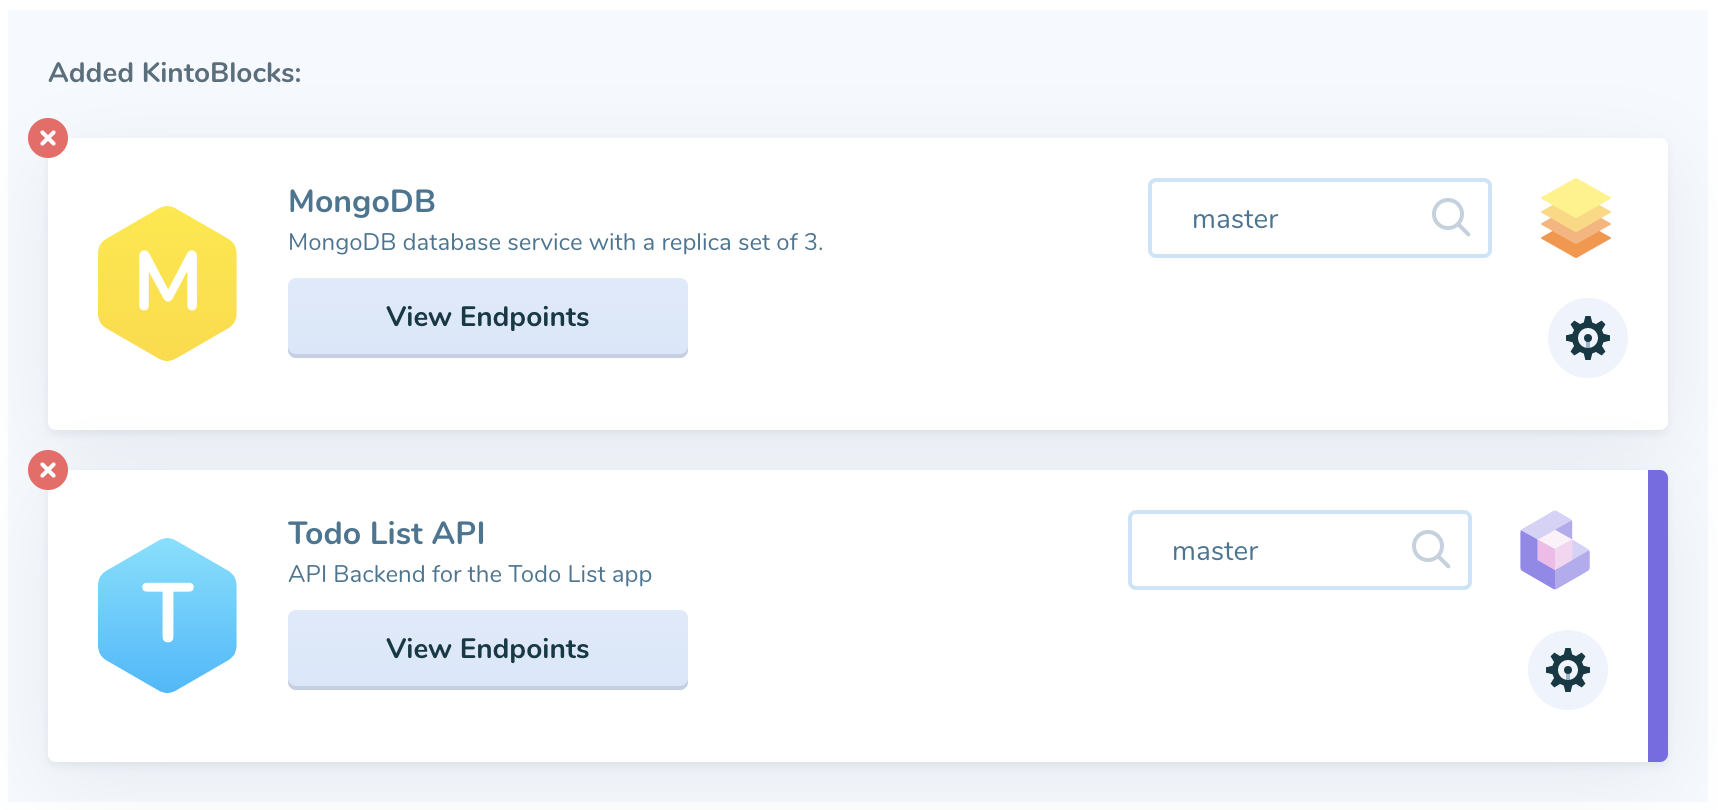 Added KintoBlocks:
M
MongoDB
MongoDB database service with a replica set of 3.
View Endpoints
master
T
Todo List API
API Backend for the Todo List app
View Endpoints
master